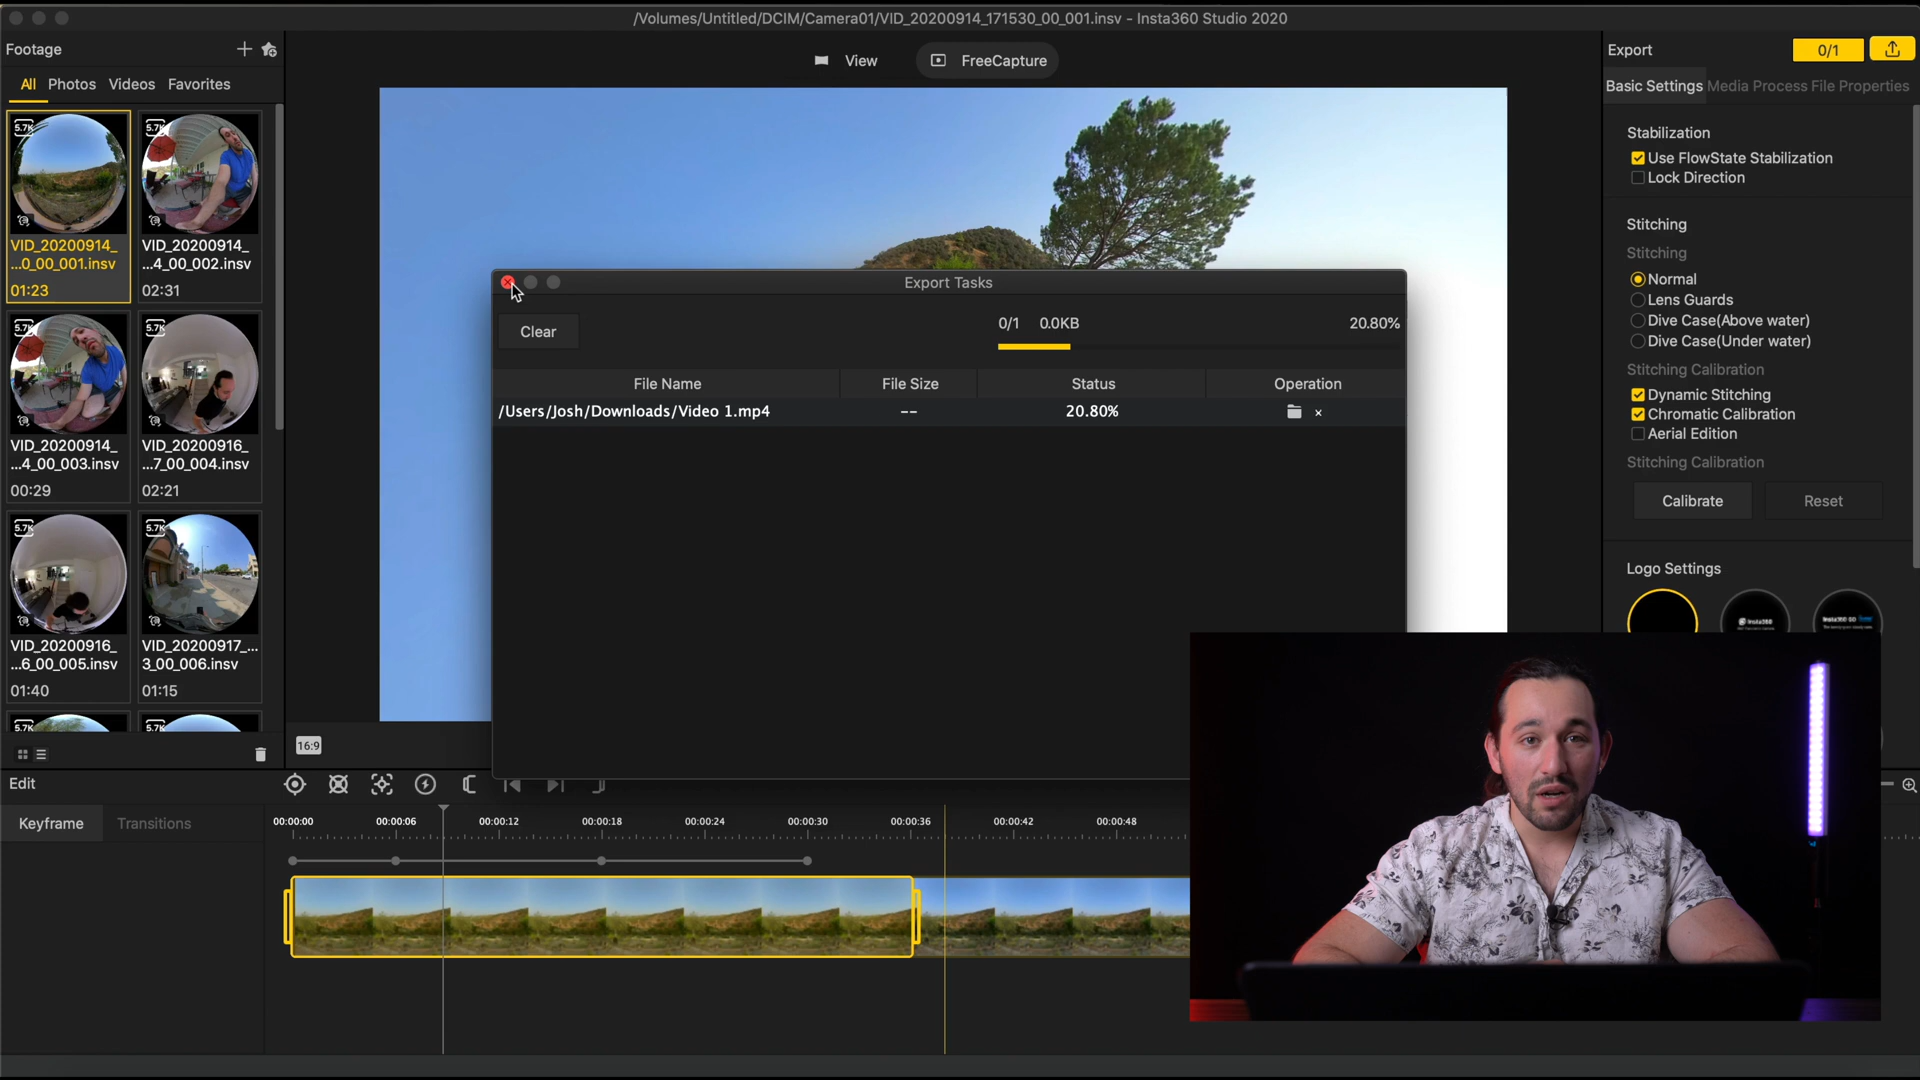 /Volumes/Untitled/DCIM/Camera01/VID_20200914_171530_00_001.insv - Insta360 Studio 2020
Footage
All Photos Videos Favorites
5.7K
VID_20200914_
...0_00_001.insv
01:23
5.7K
VID_20200914_
...4_00_002.insv
02:31
5.7K
VID_20200914_
...4_00_003.insv
00:29
5.7K
VID_20200916_
...7_00_004.insv
02:21
5.7K
VID_20200916_
...6_00_005.insv
01:40
5.7K
VID_20200917_...
3_00_006.insv
01:15
5.7K
5.7K
View FreeCapture
Export Tasks
Clear
0/1 0.0KB 20.80%
File Name File Size Status Operation
/Users/Josh/Downloads/Video 1.mp4 -- 20.80%
16:9
Export 0/1
Basic Settings Media Process File Properties
Stabilization
Use FlowState Stabilization
Lock Direction
Stitching
Stitching
Normal
Lens Guards
Dive Case(Above water)
Dive Case(Under water)
Stitching Calibration
Dynamic Stitching
Chromatic Calibration
Aerial Edition
Stitching Calibration
Calibrate Reset
Logo Settings
Insta360
Insta360 GO
Edit
Keyframe Transitions
00:00:00 00:00:06 00:00:12 00:00:18 00:00:24 00:00:30 00:00:36 00:00:42 00:00:48